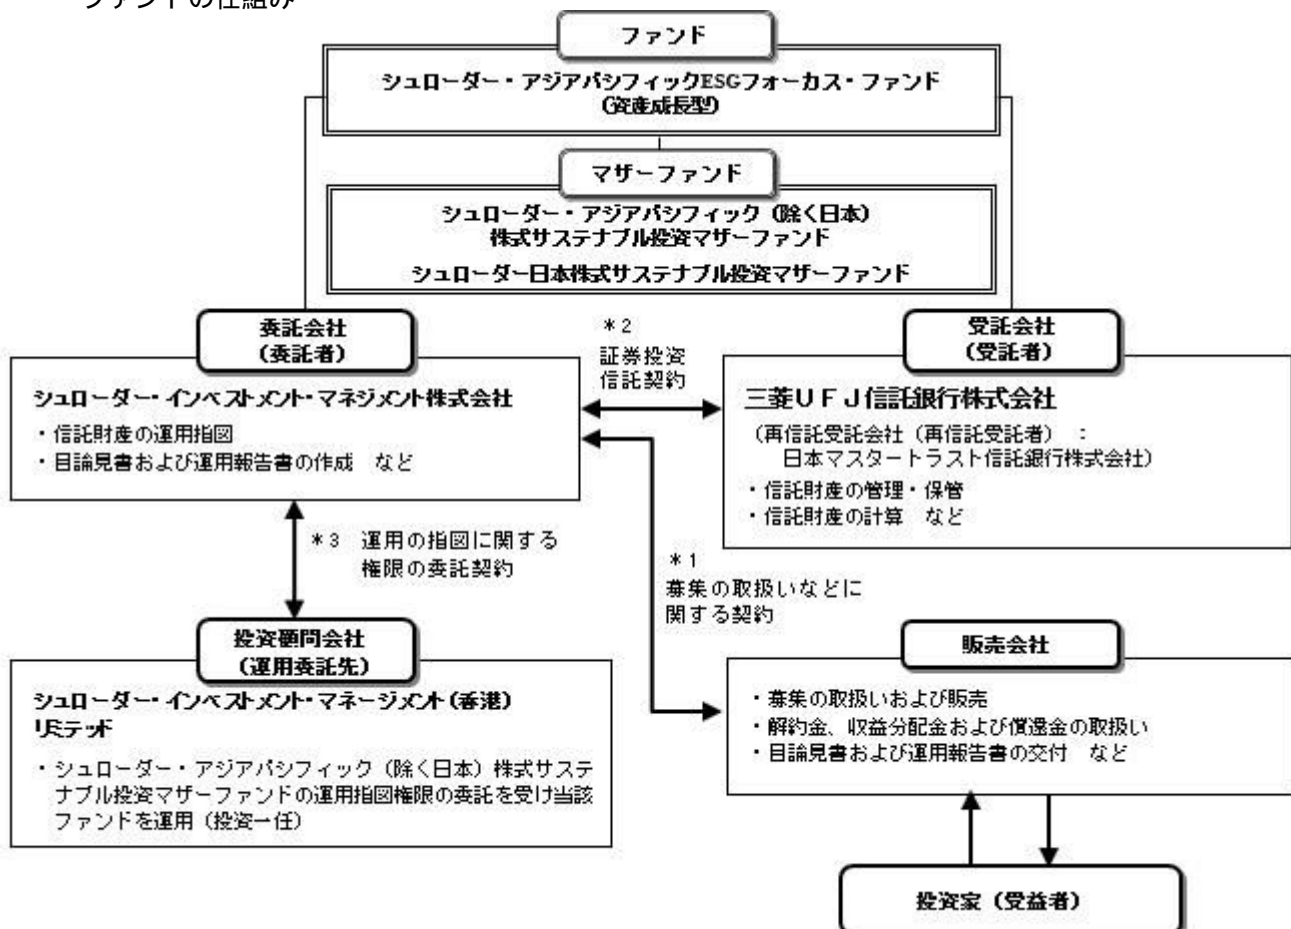 ファンドの仕組み
ファンド
シュローダー・アジアパシフィックESGフォーカス・ファンド
(資産成長型)
マザーファンド
シュローダー・アジアパシフィック（除く日本）
株式サステナブル投資マザーファンド
シュローダー日本株式サステナブル投資マザーファンド
委託会社
（委託者）
シュローダー・インベストメント・マネジメント株式会社
・信託財産の運用指図
・目論見書および運用報告書の作成　など
＊2
証券投資
信託契約
受託会社
（受託者）
三菱ＵＦＪ信託銀行株式会社
（再信託受託会社（再信託受託者）：
日本マスタートラスト信託銀行株式会社）
・信託財産の管理・保管
・信託財産の計算　など
＊3　運用の指図に関する
権限の委託契約
＊1
募集の取扱いなどに
関する契約
投資顧問会社
（運用委託先）
シュローダー・インベストメント・マネージメント（香港）
リミテッド
・シュローダー・アジアパシフィック（除く日本）株式サステ
ナブル投資マザーファンドの運用指図権限の委託を受け当該
ファンドを運用（投資一任）
販売会社
・募集の取扱いおよび販売
・解約金、収益分配金および償還金の取扱い
・目論見書および運用報告書の交付　など
投資家（受益者）